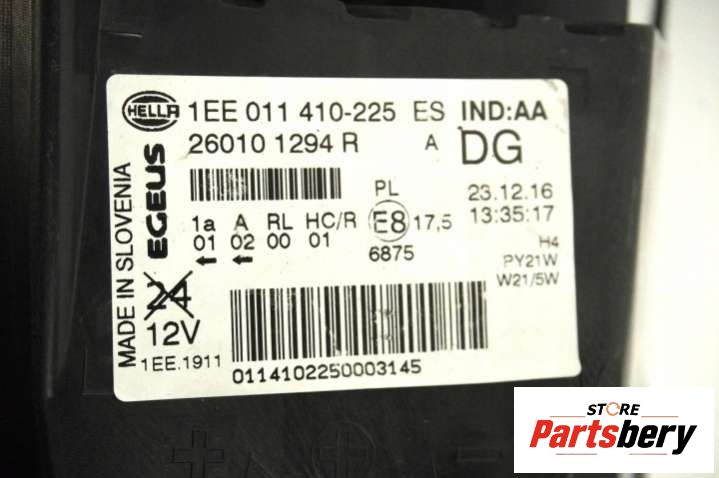 HELLA 1EE 011 410-225 ES IND:AA
26010 1294 R A DG
MADE IN SLOVENIA
EGEUS
PL 23.12.16
1a A RL HC/R E8 17,5 13:35:17
01 02 00 01 6875 H4
← ← PY21W
W21/5W
24
12V
1EE.1911
0114102250003145
STORE
Partsbery